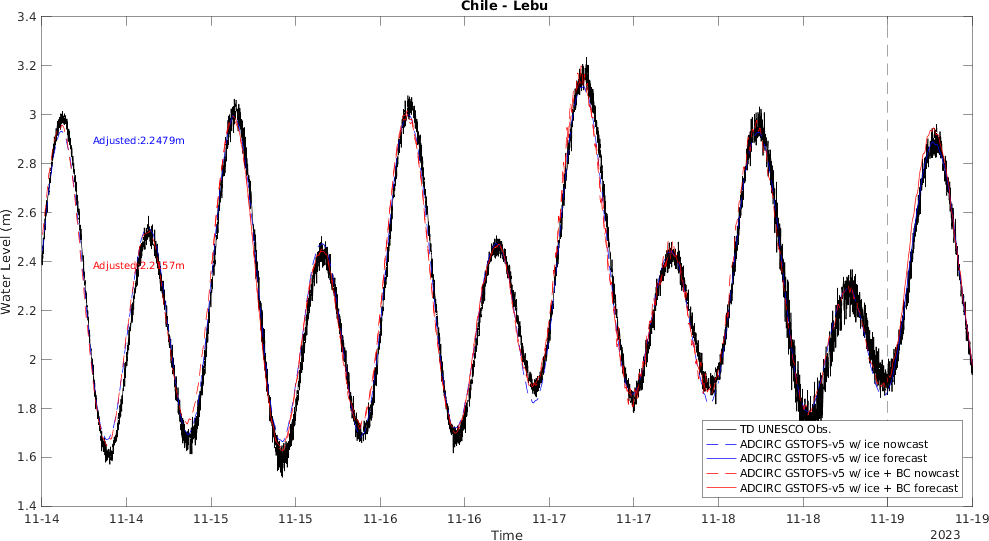 Chile - Lebu
3.4
3.2
3
2.8
2.6
2.4
2.2
2
1.8
1.6
1.4
Water Level (m)
Adjusted:2.2479m
TD UNESCO Obs.
ADCIRC GSTOFS-v5 w/ ice nowcast
ADCIRC GSTOFS-v5 w/ ice forecast
ADCIRC GSTOFS-v5 w/ ice + BC nowcast
ADCIRC GSTOFS-v5 w/ ice + BC forecast
11-14 11-14 11-15 11-15 11-16 11-16 11-17 11-17 11-18 11-18 11-19 11-19
Time
2023